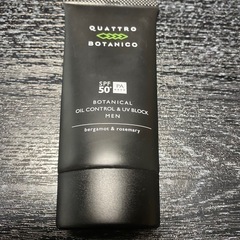 QUATTRO
BOTANICO
SPF
50+
PA
BOTANICAL
OIL CONTROL & UV BLOCK
MEN
bergamot & rosemary